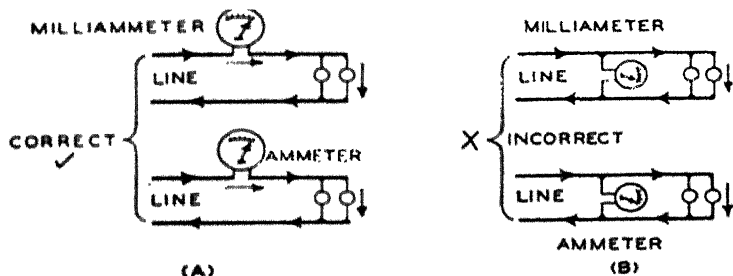 MILLIAMMETER
LINE
CORRECT
AMMETER
LINE
(A)
MILLIAMETER
LINE
X INCORRECT
LINE
AMMETER
(B)